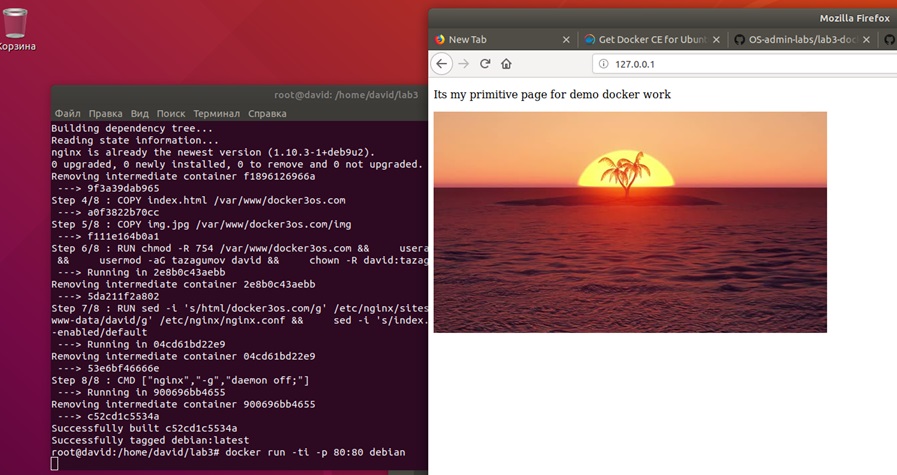 Корзина
Mozilla Firefox
New Tab
Get Docker CE for Ubunt
OS-admin-labs/lab3-doc
127.0.0.1
Its my primitive page for demo docker work
root@david: /home/david/lab3
Файл Правка Вид Поиск Терминал Справка
Building dependency tree...
Reading state information...
nginx is already the newest version (1.10.3-1+deb9u2).
0 upgraded, 0 newly installed, 0 to remove and 0 not upgraded.
Removing intermediate container f1896126966a
---> 9f3a39dab965
Step 4/8 : COPY index.html /var/www/docker3os.com
---> a0f3822b70cc
Step 5/8 : COPY img.jpg /var/www/docker3os.com/img
---> f111e164b0a1
Step 6/8 : RUN chmod -R 754 /var/www/docker3os.com && usera
&& usermod -aG tazagumov david && chown -R david:tazag
---> Running in 2e8b0c43aebb
Removing intermediate container 2e8b0c43aebb
---> 5da211f2a802
Step 7/8 : RUN sed -i 's/html/docker3os.com/g' /etc/nginx/sites
www-data/david/g' /etc/nginx/nginx.conf && sed -i 's/index.
-enabled/default
---> Running in 04cd61bd22e9
Removing intermediate container 04cd61bd22e9
---> 53e6bf46666e
Step 8/8 : CMD ["nginx","-g","daemon off;"]
---> Running in 900696bb4655
Removing intermediate container 900696bb4655
---> c52cd1c5534a
Successfully built c52cd1c5534a
Successfully tagged debian:latest
root@david:/home/david/lab3# docker run -ti -p 80:80 debian